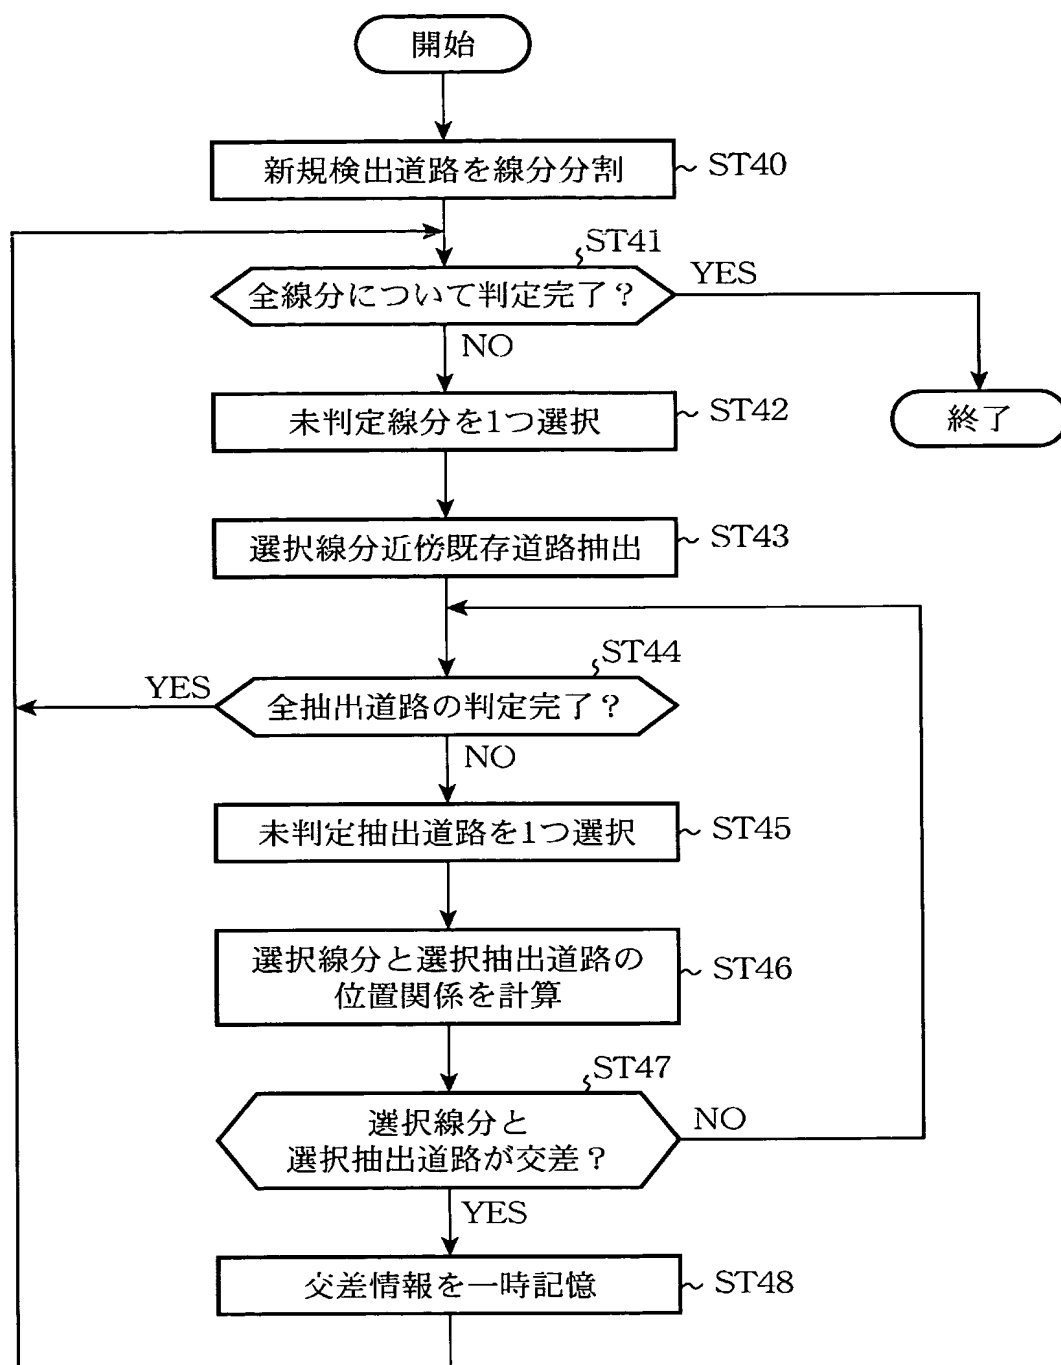 開始
新規検出道路を線分分割
ST40
ST41
全線分について判定完了？
YES
NO
未判定線分を1つ選択
ST42
終了
選択線分近傍既存道路抽出
ST43
ST44
YES
全抽出道路の判定完了？
NO
未判定抽出道路を1つ選択
ST45
選択線分と選択抽出道路の
位置関係を計算
ST46
ST47
選択線分と
選択抽出道路が交差？
NO
YES
交差情報を一時記憶
ST48